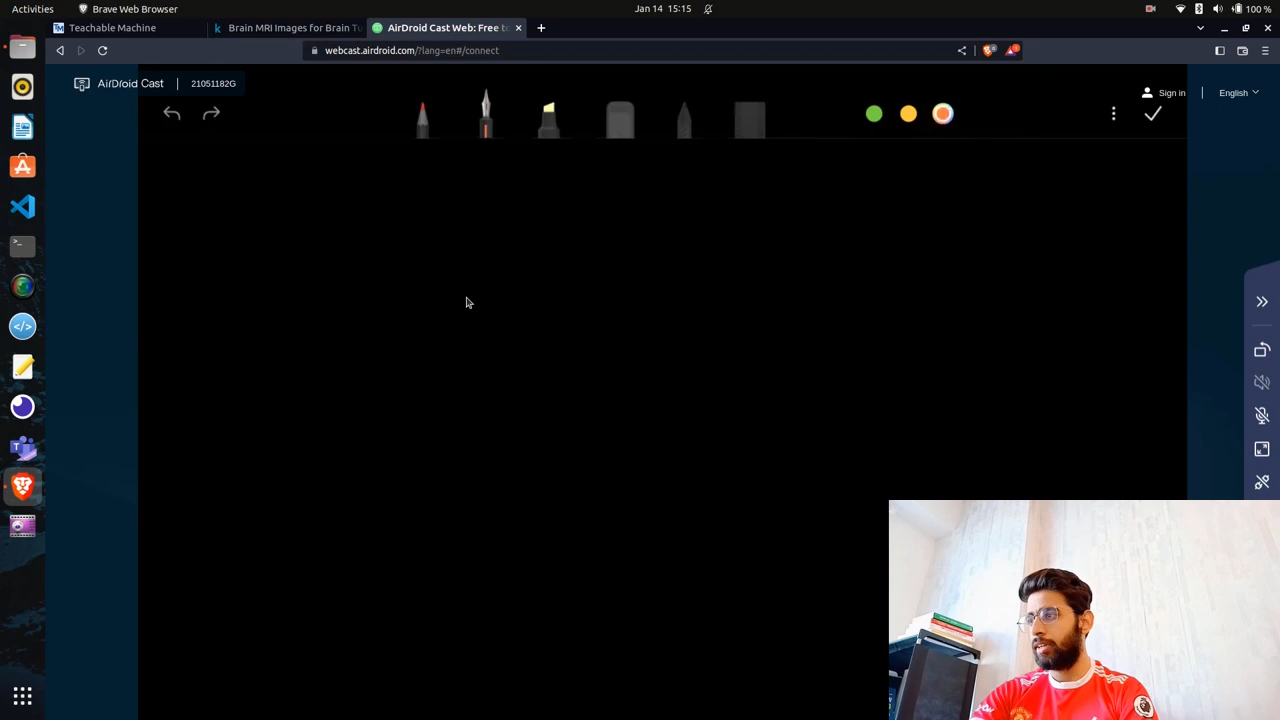 Activities
Brave Web Browser
Jan 14 15:15
100 %
Teachable Machine
Brain MRI Images for Brain Tu
AirDroid Cast Web: Free to
webcast.airdroid.com/?lang=en#/connect
AirDroid Cast
21051182G
Sign in
English